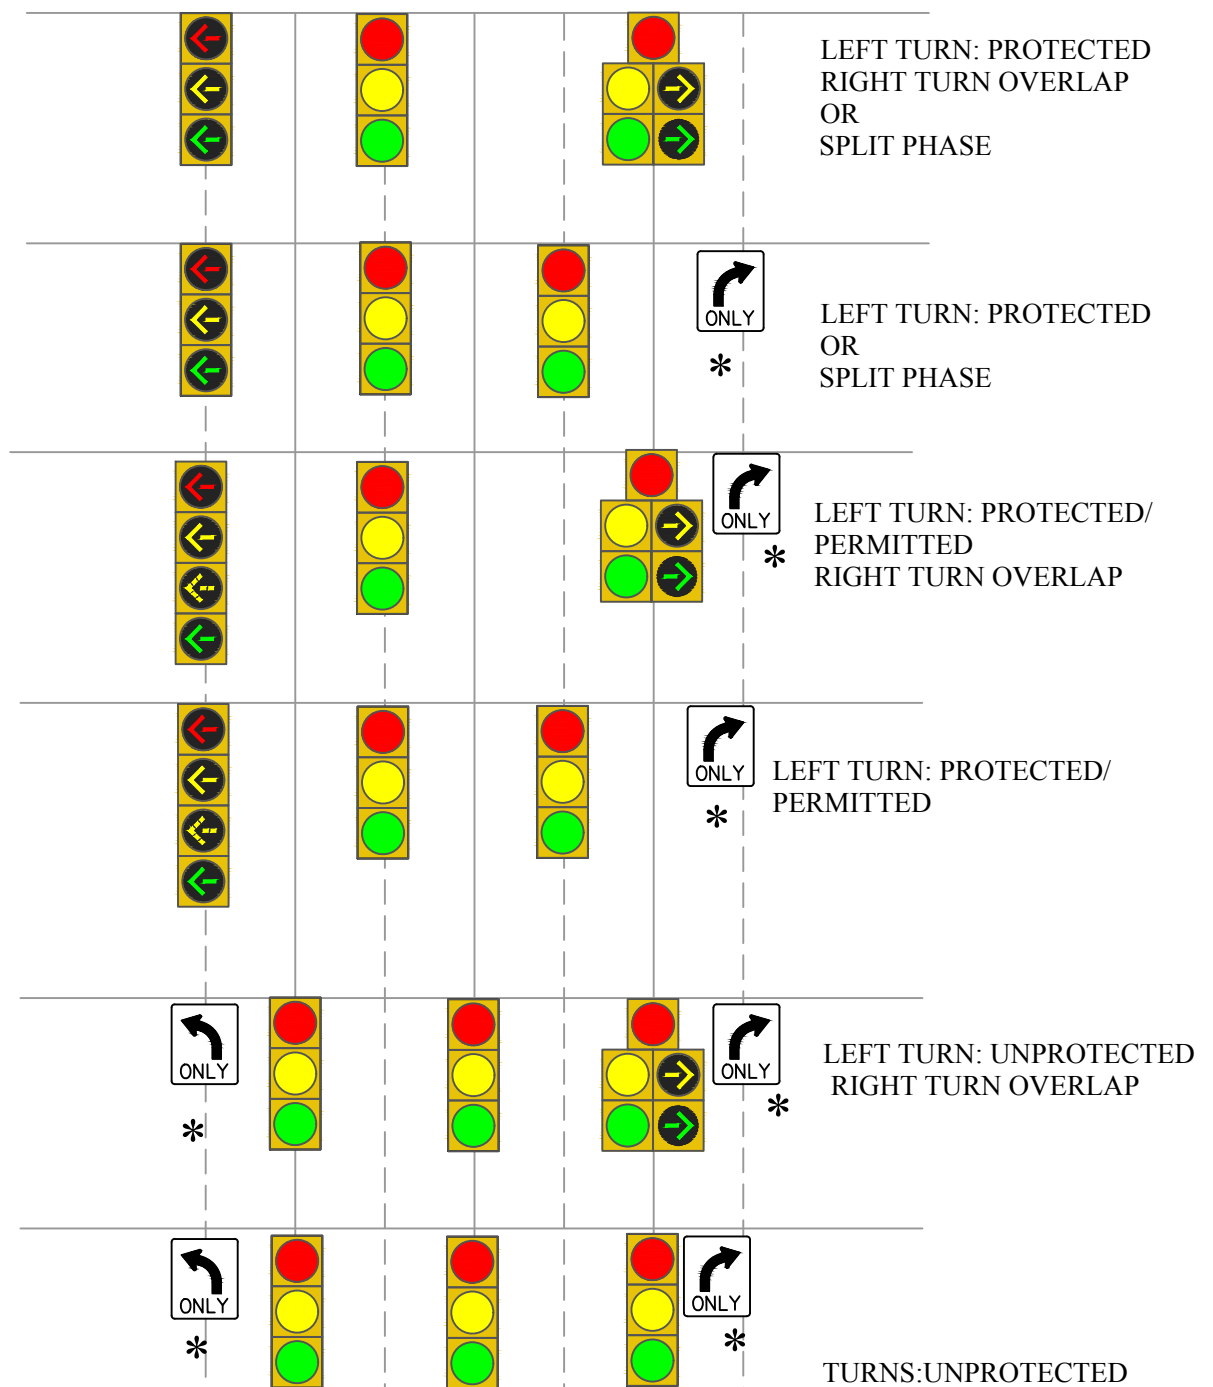 LEFT TURN: PROTECTED
RIGHT TURN OVERLAP
OR
SPLIT PHASE
ONLY
*
LEFT TURN: PROTECTED
OR
SPLIT PHASE
ONLY
*
LEFT TURN: PROTECTED/
PERMITTED
RIGHT TURN OVERLAP
ONLY
*
LEFT TURN: PROTECTED/
PERMITTED
ONLY
*
ONLY
*
LEFT TURN: UNPROTECTED
RIGHT TURN OVERLAP
ONLY
*
ONLY
*
TURNS:UNPROTECTED